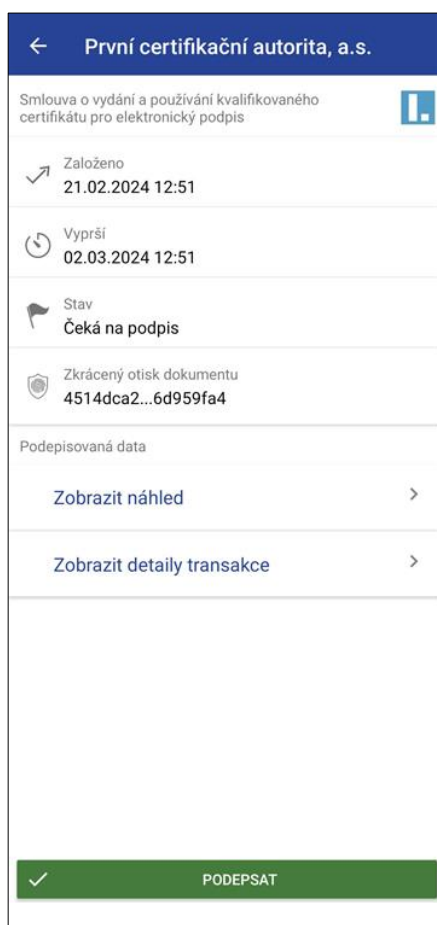 První certifikační autorita, a.s.
Smlouva o vydání a používání kvalifikovaného
certifikátu pro elektronický podpis
I.
Založeno
21.02.2024 12:51
Vyprší
02.03.2024 12:51
Stav
Čeká na podpis
Zkrácený otisk dokumentu
4514dca2...6d959fa4
Podepisovaná data
Zobrazit náhled
Zobrazit detaily transakce
PODEPSAT